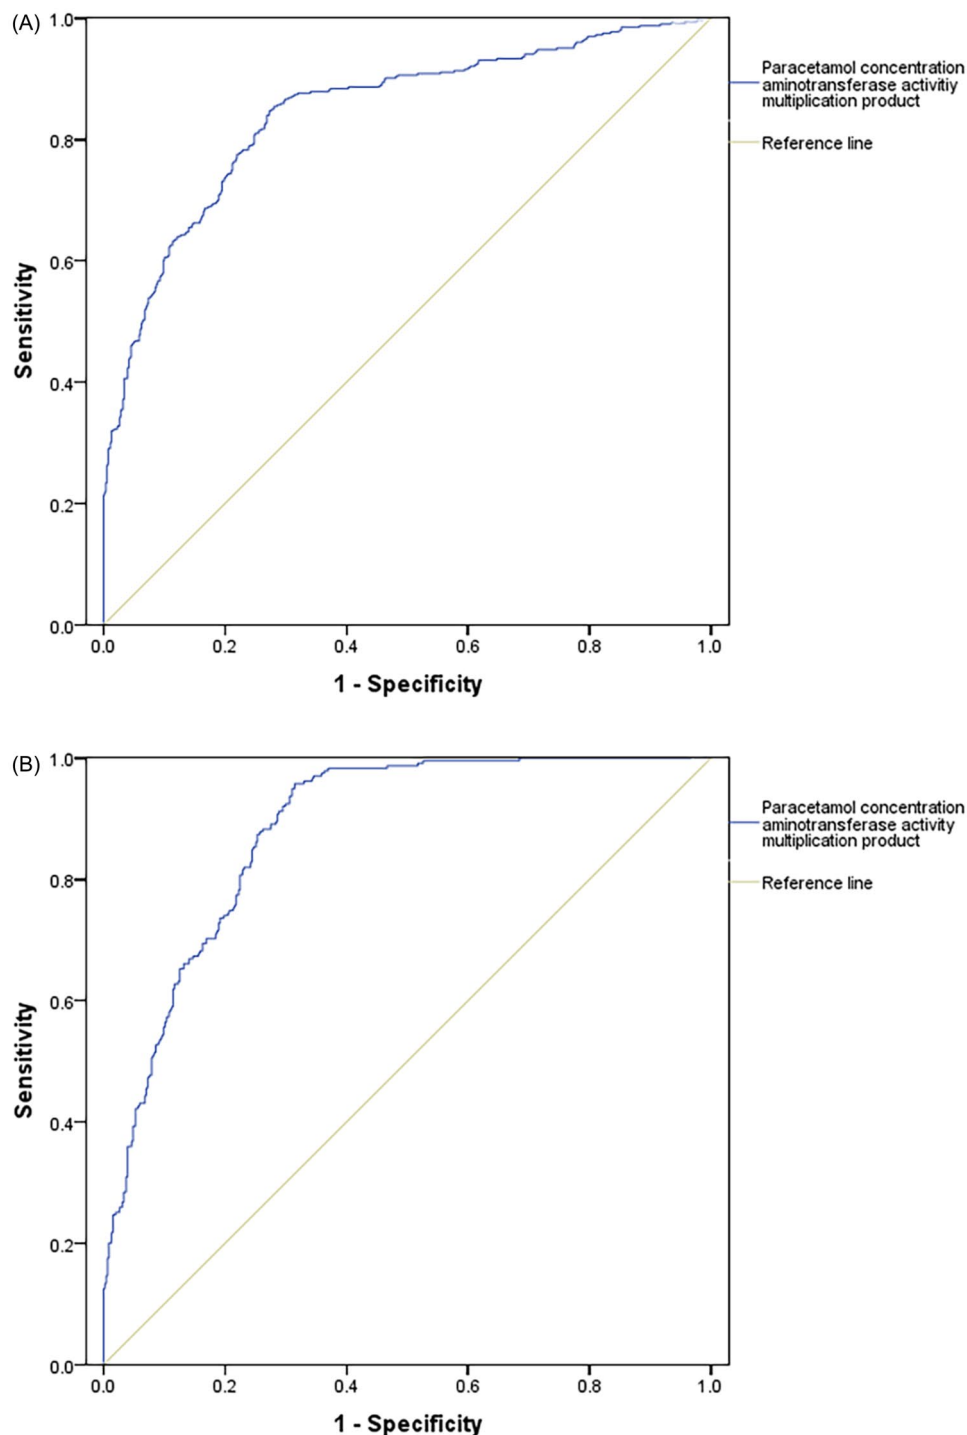 (A)
1.0
0.8
0.6
0.4
0.2
0.0
Sensitivity
0.0 0.2 0.4 0.6 0.8 1.0
1 - Specificity
Paracetamol concentration
aminotransferase activitiy
multiplication product
Reference line
(B)
1.0
0.8
0.6
0.4
0.2
0.0
Sensitivity
0.0 0.2 0.4 0.6 0.8 1.0
1 - Specificity
Paracetamol concentration
aminotransferase activity
multiplication product
Reference line